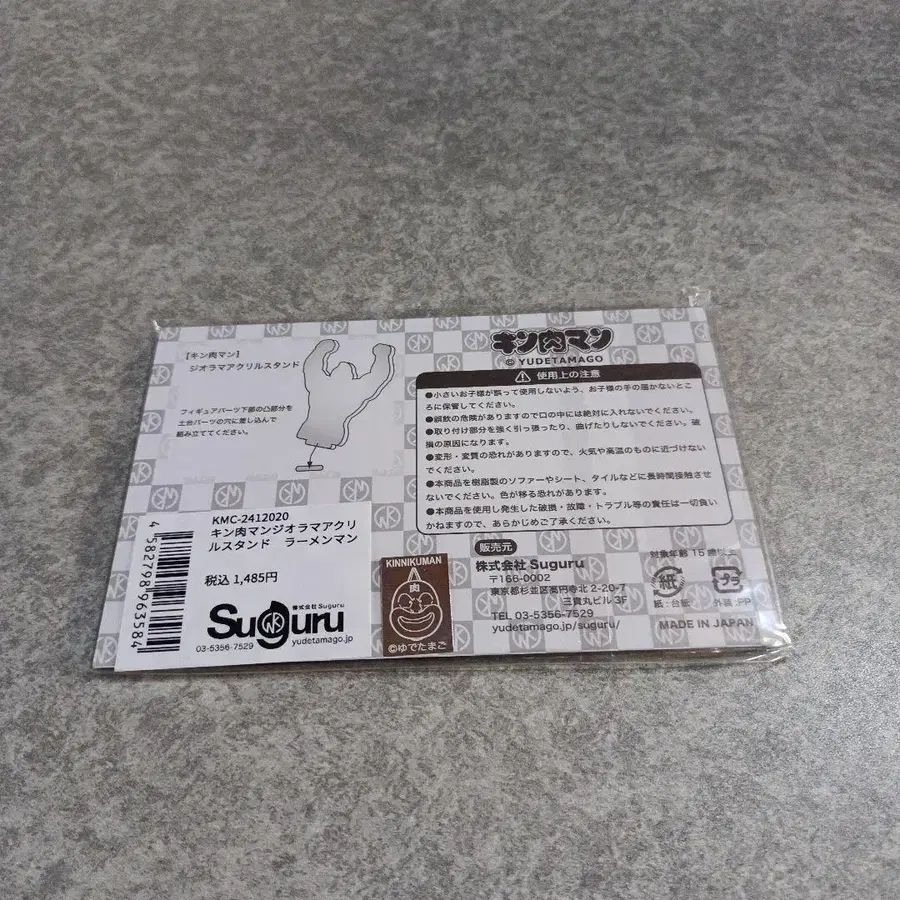 【キン肉マン】
ジオラマアクリルスタンド
フィギュアパーツ下部の凸部分を
土台パーツの穴に差し込んで
組み立ててください。
キン肉マン
© YUDETAMAGO
使用上の注意
●小さいお子様が誤って使用しないよう、お子様の手の届かないとこ
ろに保管してください。
●誤飲の危険がありますので口の中には絶対に入れないでください。
●取り付け部分を強く引っ張ったり、曲げたりしないでください。破
損の原因になります。
●変形・変質の恐れがありますので、火気や高温のものに近づけない
でください。
●本商品を樹脂製のソファーやシート、タイルなどに長時間接触させ
ないでください。色が移る恐れがあります。
●本商品を使用し発生した破損・故障・トラブル等の責任は一切負い
かねますので、あらかじめご了承ください。
4 582798 963584
KMC-2412020
キン肉マンジオラマアクリ
ルスタンド ラーメンマン
税込 1,485円
株式会社 Suguru
Suguru
yudetamago.jp
03-5356-7529
KINNIKUMAN
肉
©ゆでたまご
販売元
株式会社 Suguru
〒166-0002
東京都杉並区高円寺北 2-20-7
三貴丸ビル 3F
TEL 03-5356-7529
yudetamago.jp/suguru/
対象年齢 15 歳以上
紙
プラ
紙:台紙
外装:PP
MADE IN JAPAN